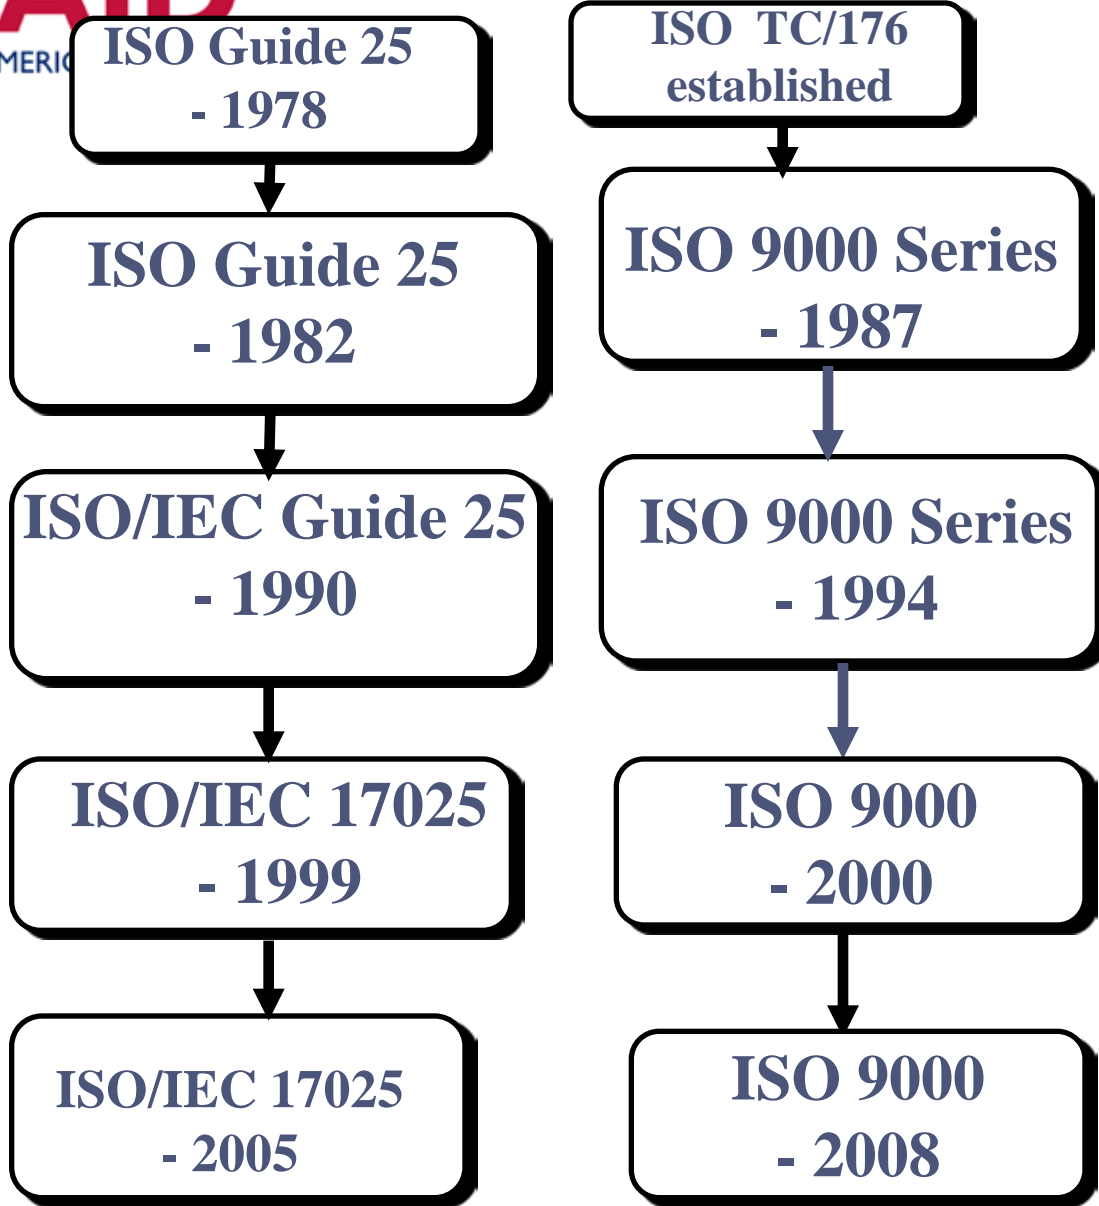 ISO Guide 25
- 1978
ISO Guide 25
- 1982
ISO/IEC Guide 25
- 1990
ISO/IEC 17025
- 1999
ISO/IEC 17025
- 2005
ISO TC/176
established
ISO 9000 Series
- 1987
ISO 9000 Series
- 1994
ISO 9000
- 2000
ISO 9000
- 2008